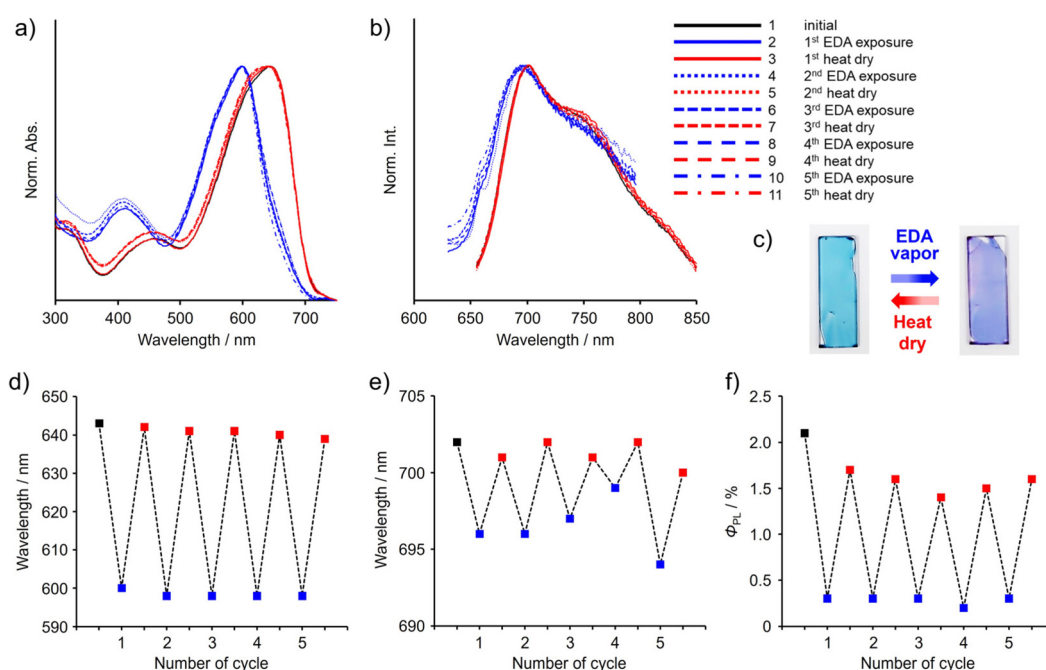 a)
Norm. Abs.
300 400 500 600 700
Wavelength / nm
b)
Norm. Int.
600 650 700 750 800 850
Wavelength / nm
1 initial
2 1st EDA exposure
3 1st heat dry
4 2nd EDA exposure
5 2nd heat dry
6 3rd EDA exposure
7 3rd heat dry
8 4th EDA exposure
9 4th heat dry
10 5th EDA exposure
11 5th heat dry
c)
EDA
vapor
Heat
dry
d)
Wavelength / nm
650
640
630
620
610
600
590
1 2 3 4 5
Number of cycle
e)
Wavelength / nm
705
700
695
690
1 2 3 4 5
Number of cycle
f)
ΦPL / %
2.5
2.0
1.5
1.0
0.5
0
1 2 3 4 5
Number of cycle